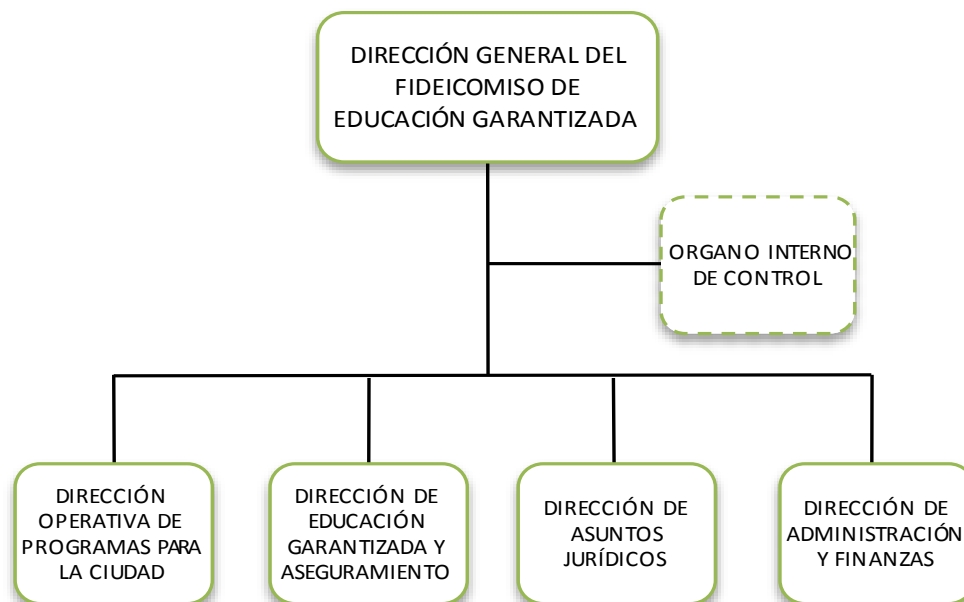 DIRECCIÓN GENERAL DEL
FIDEICOMISO DE
EDUCACIÓN GARANTIZADA
ORGANO INTERNO
DE CONTROL
DIRECCIÓN
OPERATIVA DE
PROGRAMAS PARA
LA CIUDAD
DIRECCIÓN DE
EDUCACIÓN
GARANTIZADA Y
ASEGURAMIENTO
DIRECCIÓN DE
ASUNTOS
JURÍDICOS
DIRECCIÓN DE
ADMINISTRACIÓN
Y FINANZAS